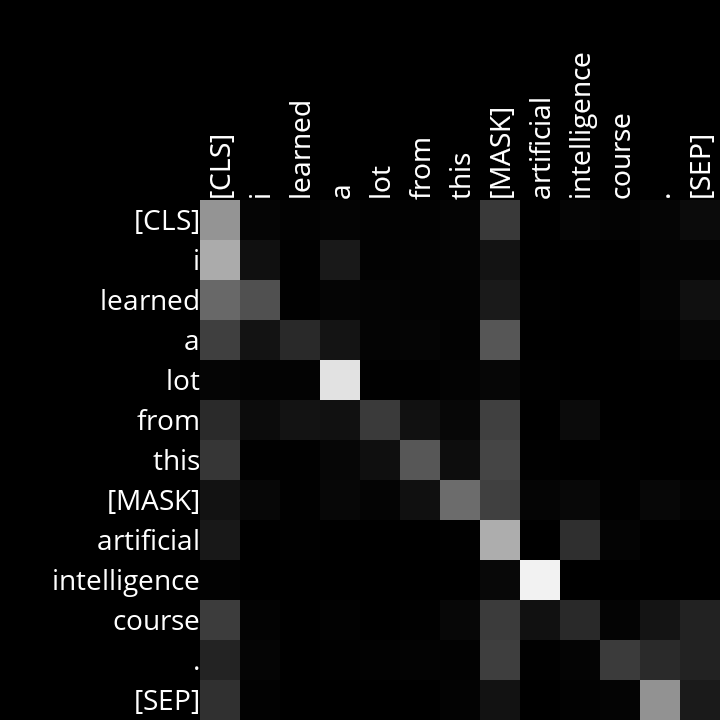 [CLS] i learned a lot from this [MASK] artificial intelligence course . [SEP]
[CLS]
i
learned
a
lot
from
this
[MASK]
artificial
intelligence
course
.
[SEP]